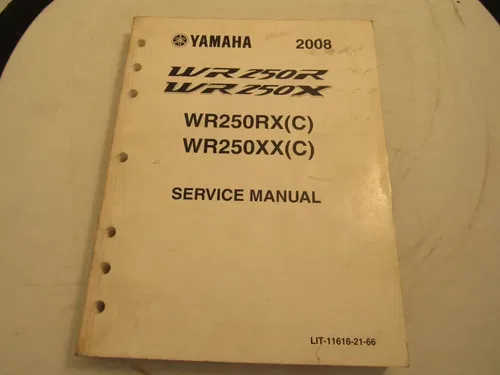 YAMAHA 2008
WR250R
WR250X
WR250RX(C)
WR250XX(C)
SERVICE MANUAL
LIT-11616-21-66